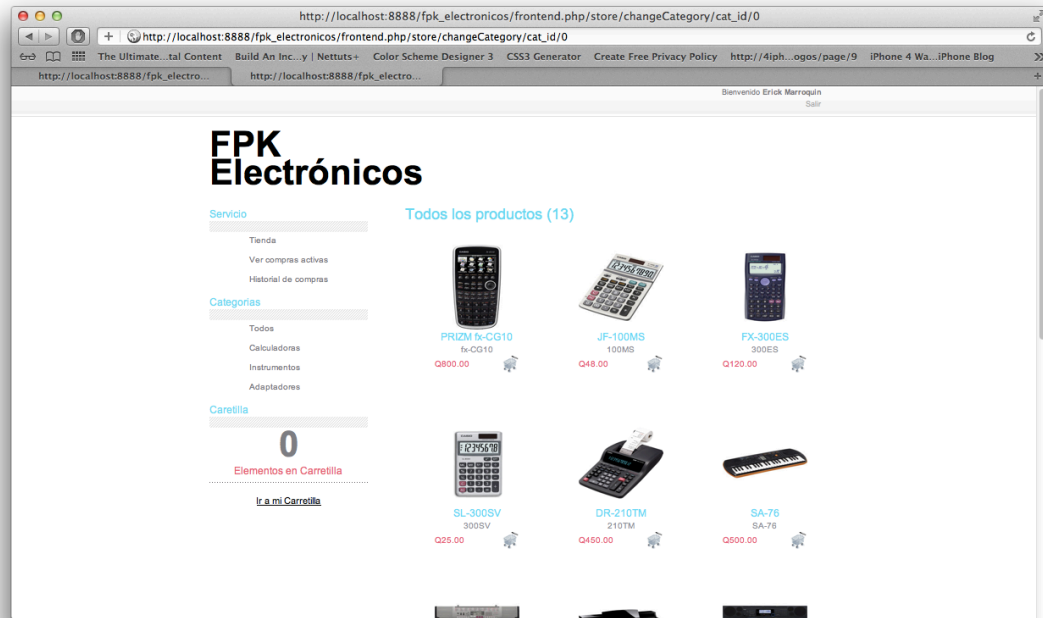 http://localhost:8888/fpk_electronicos/frontend.php/store/changeCategory/cat_id/0
http://localhost:8888/fpk_electronicos/frontend.php/store/changeCategory/cat_id/0
The Ultimate...tal Content Build An Inc...y | Nettuts+ Color Scheme Designer 3 CSS3 Generator Create Free Privacy Policy http://4iph...ogos/page/9 iPhone 4 Wa...iPhone Blog
http://localhost:8888/fpk_electro... http://localhost:8888/fpk_electro...
Bienvenido Erick Marroquin
Salir
FPK
Electrónicos
Servicio
Tienda
Ver compras activas
Historial de compras
Categorias
Todos
Calculadoras
Instrumentos
Adaptadores
Caretilla
0
Elementos en Carretilla
Ir a mi Carretilla
Todos los productos (13)
PRIZM fx-CG10
fx-CG10
Q800.00
JF-100MS
100MS
Q48.00
FX-300ES
300ES
Q120.00
SL-300SV
300SV
Q25.00
DR-210TM
210TM
Q450.00
SA-76
SA-76
Q500.00